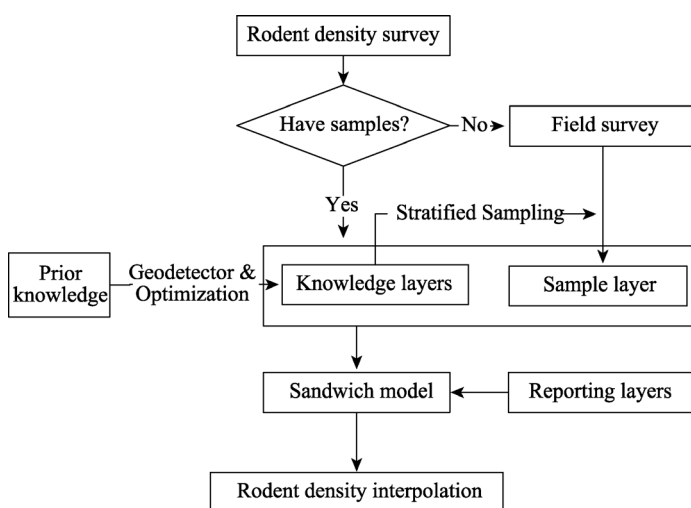 Rodent density survey
Have samples?
No
Field survey
Yes
Stratified Sampling
Prior
knowledge
Geodetector &
Optimization
Knowledge layers
Sample layer
Sandwich model
Reporting layers
Rodent density interpolation